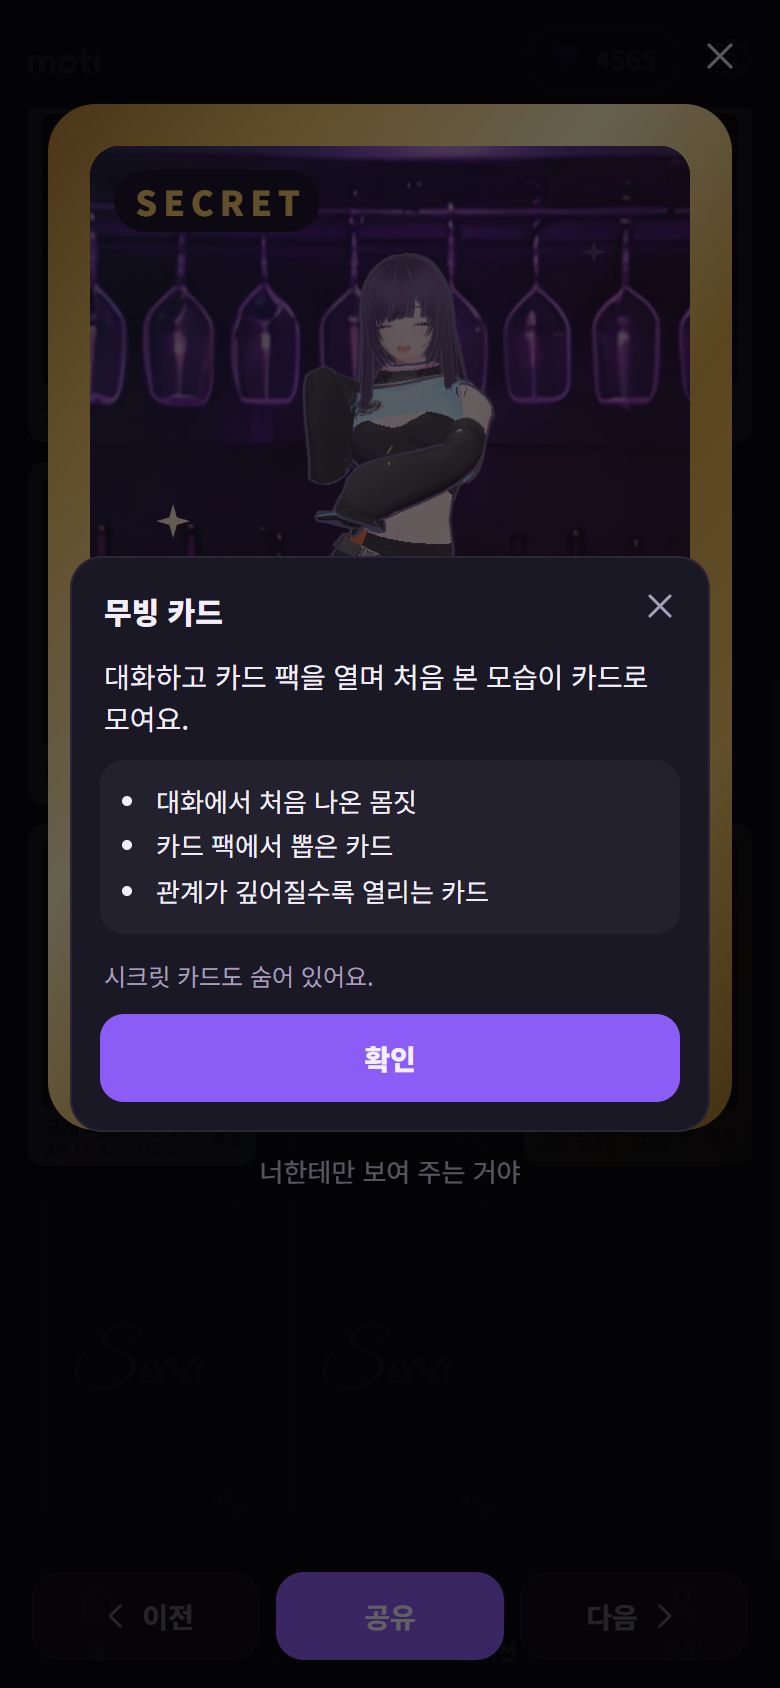 moti
4565
SECRET
무빙 카드
대화하고 카드 팩을 열며 처음 본 모습이 카드로
모여요.
대화에서 처음 나온 몸짓
카드 팩에서 뽑은 카드
관계가 깊어질수록 열리는 카드
시크릿 카드도 숨어 있어요.
확인
42
53
너한테만 보여 주는 거야
Seoa
Seoa
이전
공유
다음